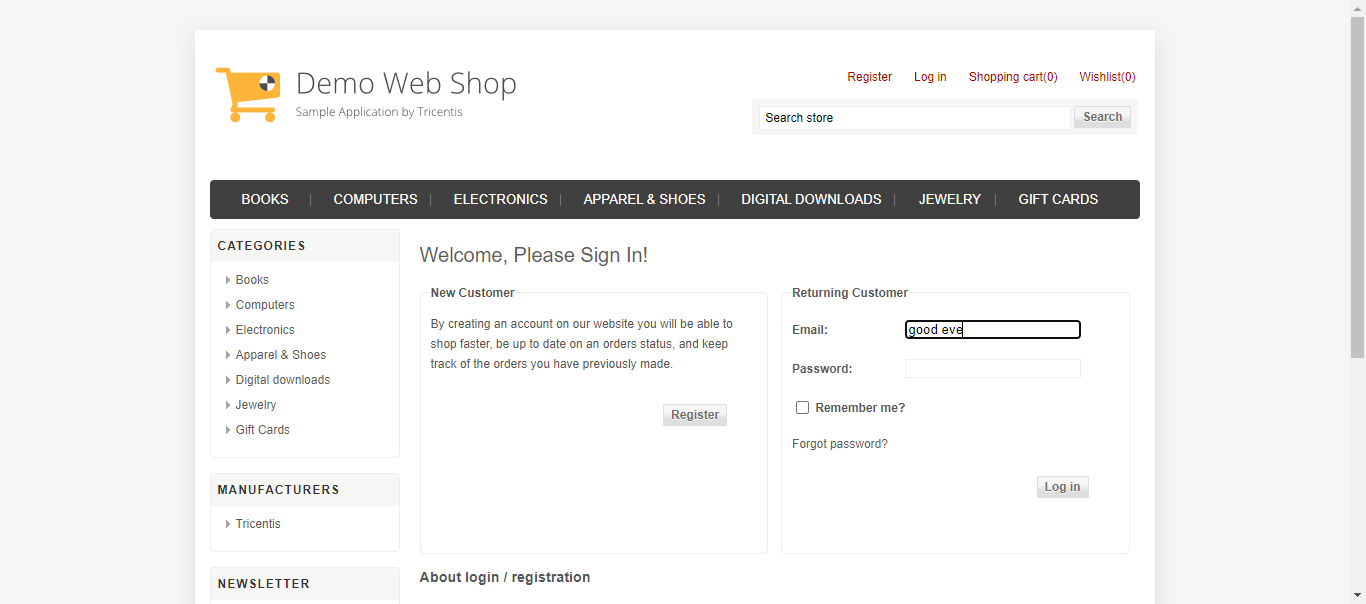 Demo Web Shop
Sample Application by Tricentis
Register Log in Shopping cart(0) Wishlist(0)
Search store Search
BOOKS COMPUTERS ELECTRONICS APPAREL & SHOES DIGITAL DOWNLOADS JEWELRY GIFT CARDS
CATEGORIES
Books
Computers
Electronics
Apparel & Shoes
Digital downloads
Jewelry
Gift Cards
MANUFACTURERS
Tricentis
NEWSLETTER
Welcome, Please Sign In!
New Customer
By creating an account on our website you will be able to
shop faster, be up to date on an orders status, and keep
track of the orders you have previously made.
Register
Returning Customer
Email: good eve
Password:
Remember me?
Forgot password?
Log in
About login / registration